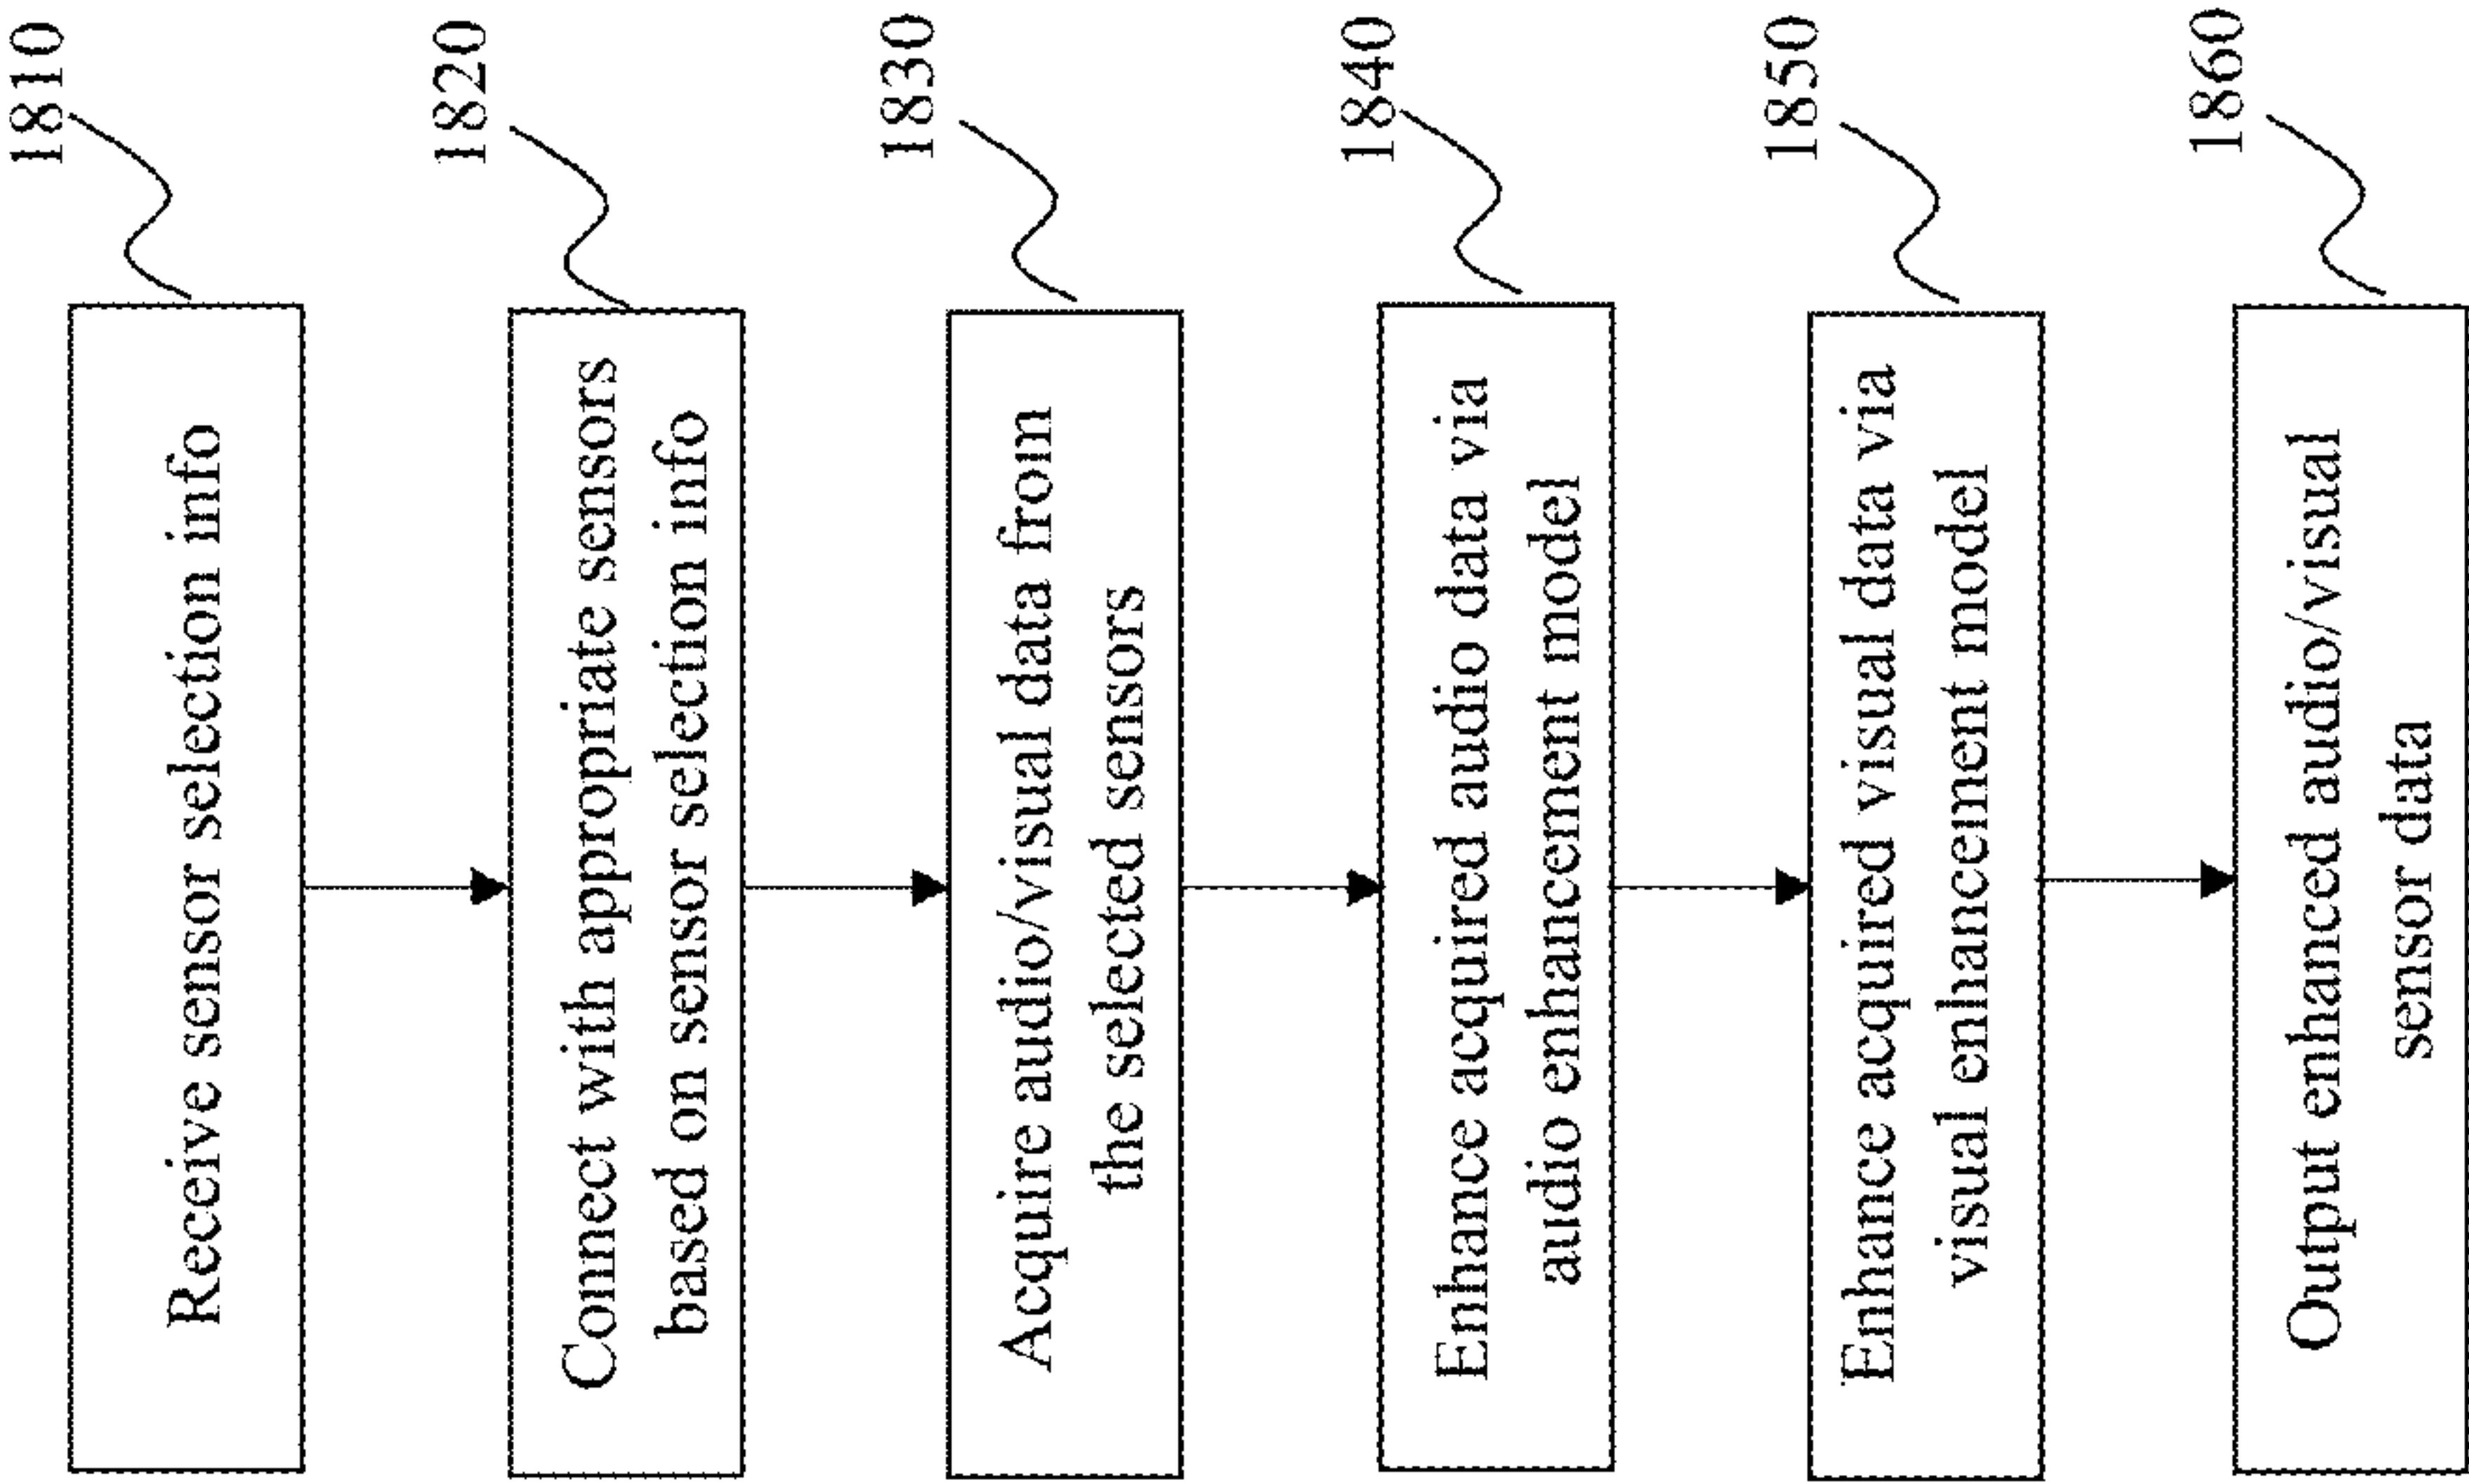 1810
Receive sensor selection info
1820
Connect with appropriate sensors
based on sensor selection info
1830
Acquire audio/visual data from
the selected sensors
1840
Enhance acquired audio data via
audio enhancement model
1850
Enhance acquired visual data via
visual enhancement model
1860
Output enhanced audio/visual
sensor data